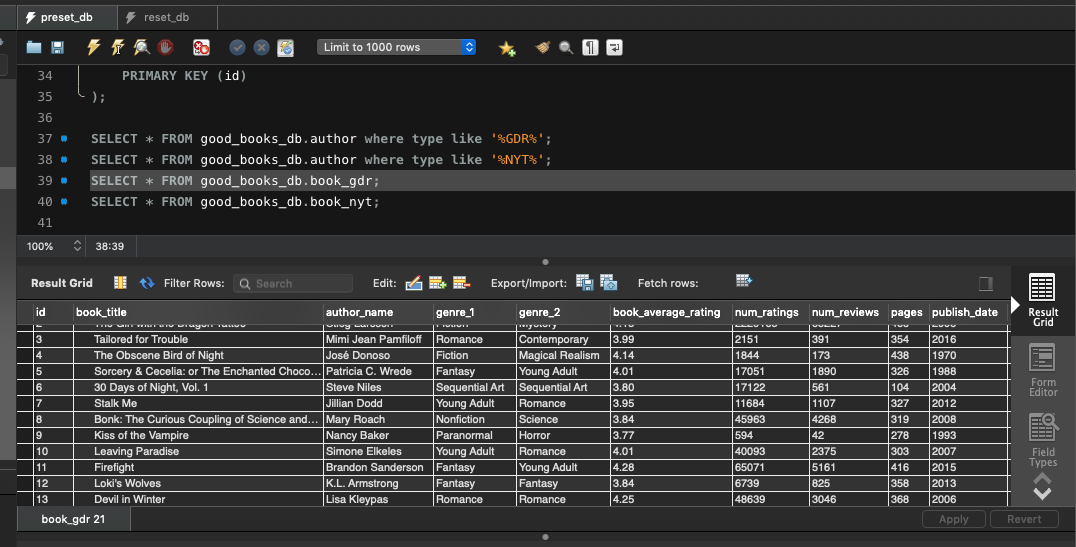 preset_db reset_db
Limit to 1000 rows
34 PRIMARY KEY (id)
35 );
36
37 SELECT * FROM good_books_db.author where type like '%GDR%';
38 SELECT * FROM good_books_db.author where type like '%NYT%';
39 SELECT * FROM good_books_db.book_gdr;
40 SELECT * FROM good_books_db.book_nyt;
41
100% 38:39
Result Grid Filter Rows: Search Edit: Export/Import: Fetch rows:
id book_title author_name genre_1 genre_2 book_average_rating num_ratings num_reviews pages publish_date
3 Tailored for Trouble Mimi Jean Pamfiloff Romance Contemporary 3.99 2151 391 354 2016
4 The Obscene Bird of Night José Donoso Fiction Magical Realism 4.14 1844 173 438 1970
5 Sorcery & Cecelia: or The Enchanted Choco... Patricia C. Wrede Fantasy Young Adult 4.01 17051 1890 326 1988
6 30 Days of Night, Vol. 1 Steve Niles Sequential Art Sequential Art 3.80 17122 561 104 2004
7 Stalk Me Jillian Dodd Young Adult Romance 3.95 11684 1107 327 2012
8 Bonk: The Curious Coupling of Science and... Mary Roach Nonfiction Science 3.84 45963 4268 319 2008
9 Kiss of the Vampire Nancy Baker Paranormal Horror 3.77 594 42 278 1993
10 Leaving Paradise Simone Elkeles Young Adult Romance 4.01 40093 2375 303 2007
11 Firefight Brandon Sanderson Fantasy Young Adult 4.28 65071 5161 416 2015
12 Loki's Wolves K.L. Armstrong Fantasy Fantasy 3.84 6739 825 358 2013
13 Devil in Winter Lisa Kleypas Romance Romance 4.25 48639 3046 368 2006
Result
Grid
Form
Editor
Field
Types
book_gdr 21 Apply Revert